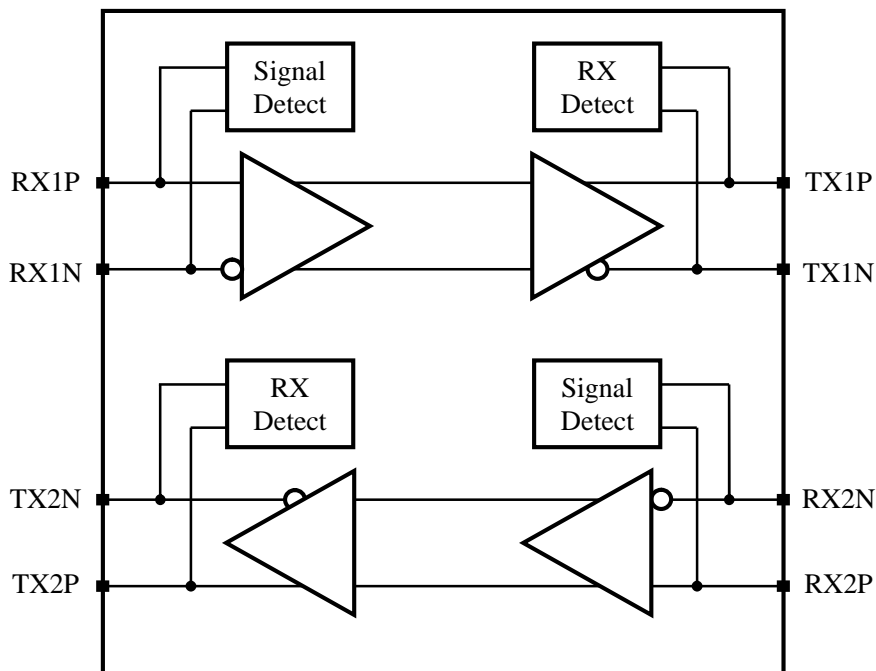 Signal
Detect
RX
Detect
RX1P
TX1P
RX1N
TX1N
RX
Detect
Signal
Detect
TX2N
RX2N
TX2P
RX2P